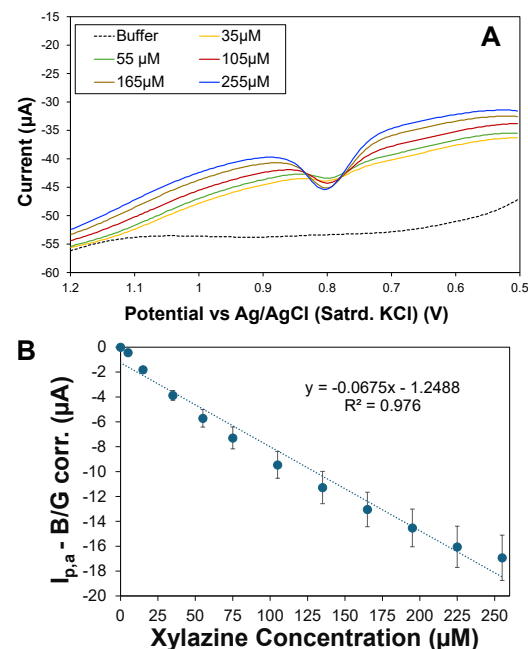 A
Buffer 35µM
55 µM 105µM
165µM 255µM
-15
-20
-25
-30
-35
-40
-45
-50
-55
-60
Current (µA)
1.2 1.1 1 0.9 0.8 0.7 0.6 0.5
Potential vs Ag/AgCl (Satrd. KCl) (V)
B
y = -0.0675x - 1.2488
R² = 0.976
0
-2
-4
-6
-8
-10
-12
-14
-16
-18
-20
Ip,a - B/G corr. (µA)
0 25 50 75 100 125 150 175 200 225 250
Xylazine Concentration (µM)